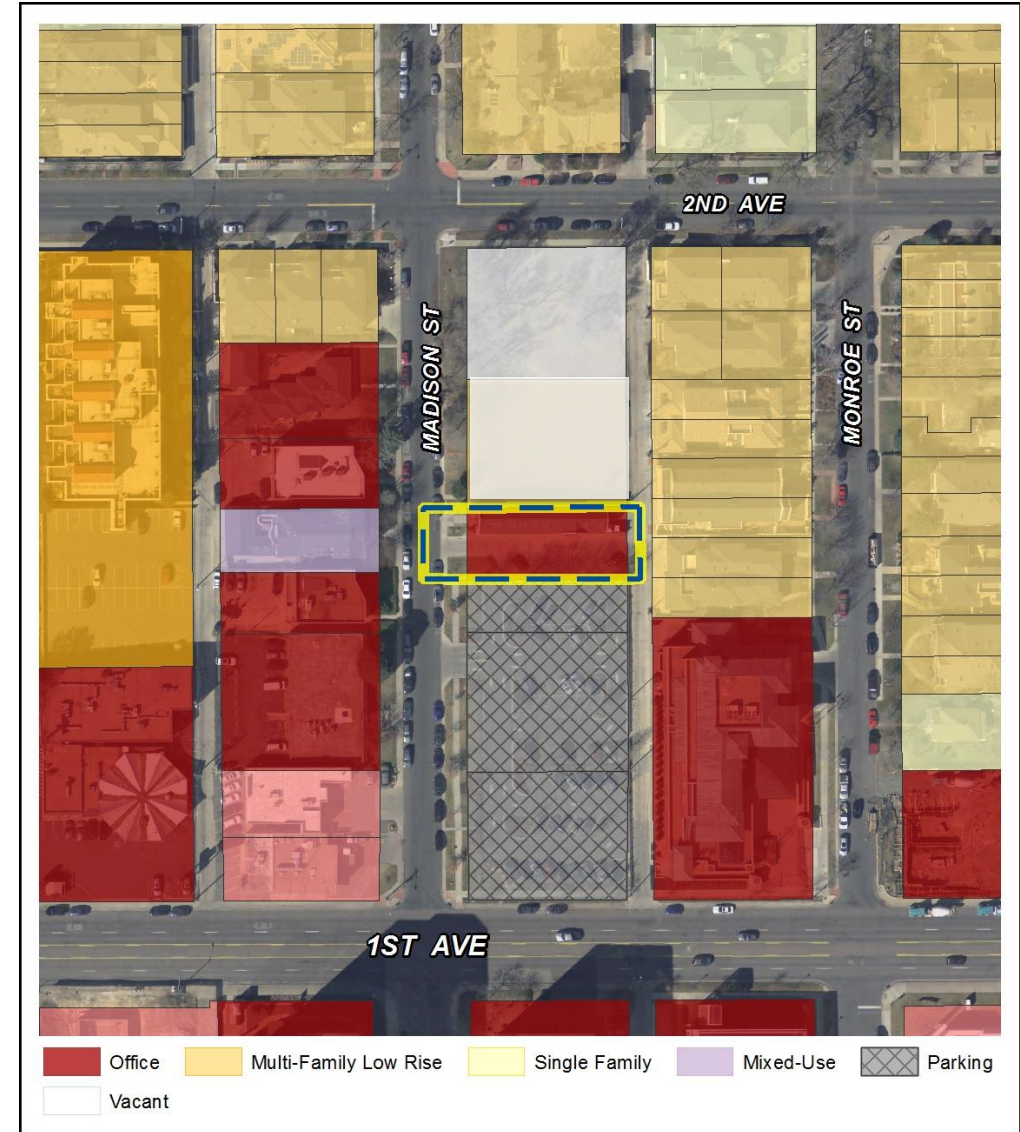 2ND AVE
MADISON ST
MONROE ST
1ST AVE
Office
Multi-Family Low Rise
Single Family
Mixed-Use
Parking
Vacant